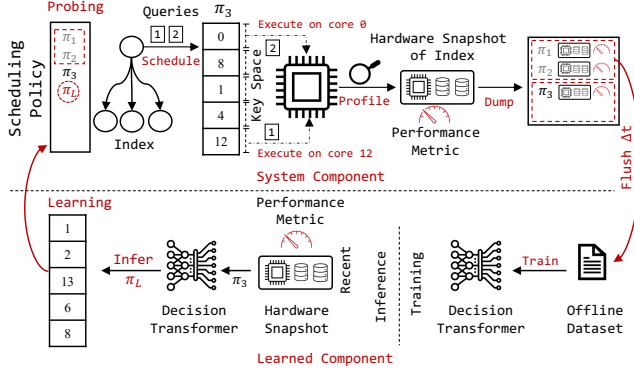 Probing
Queries
π3
Execute on core 0
Scheduling
Policy
π1
π2
π3
πL
1 2
Schedule
Index
0
8
1
4
12
Key Space
2
1
Execute on core 12
Profile
Hardware Snapshot
of Index
Performance
Metric
Dump
π1
π2
π3
Flush Δt
System Component
Learning
1
2
13
6
8
Infer
πL
Decision
Transformer
π3
Performance
Metric
Hardware
Snapshot
Recent
Inference
Training
Decision
Transformer
Train
Offline
Dataset
Learned Component